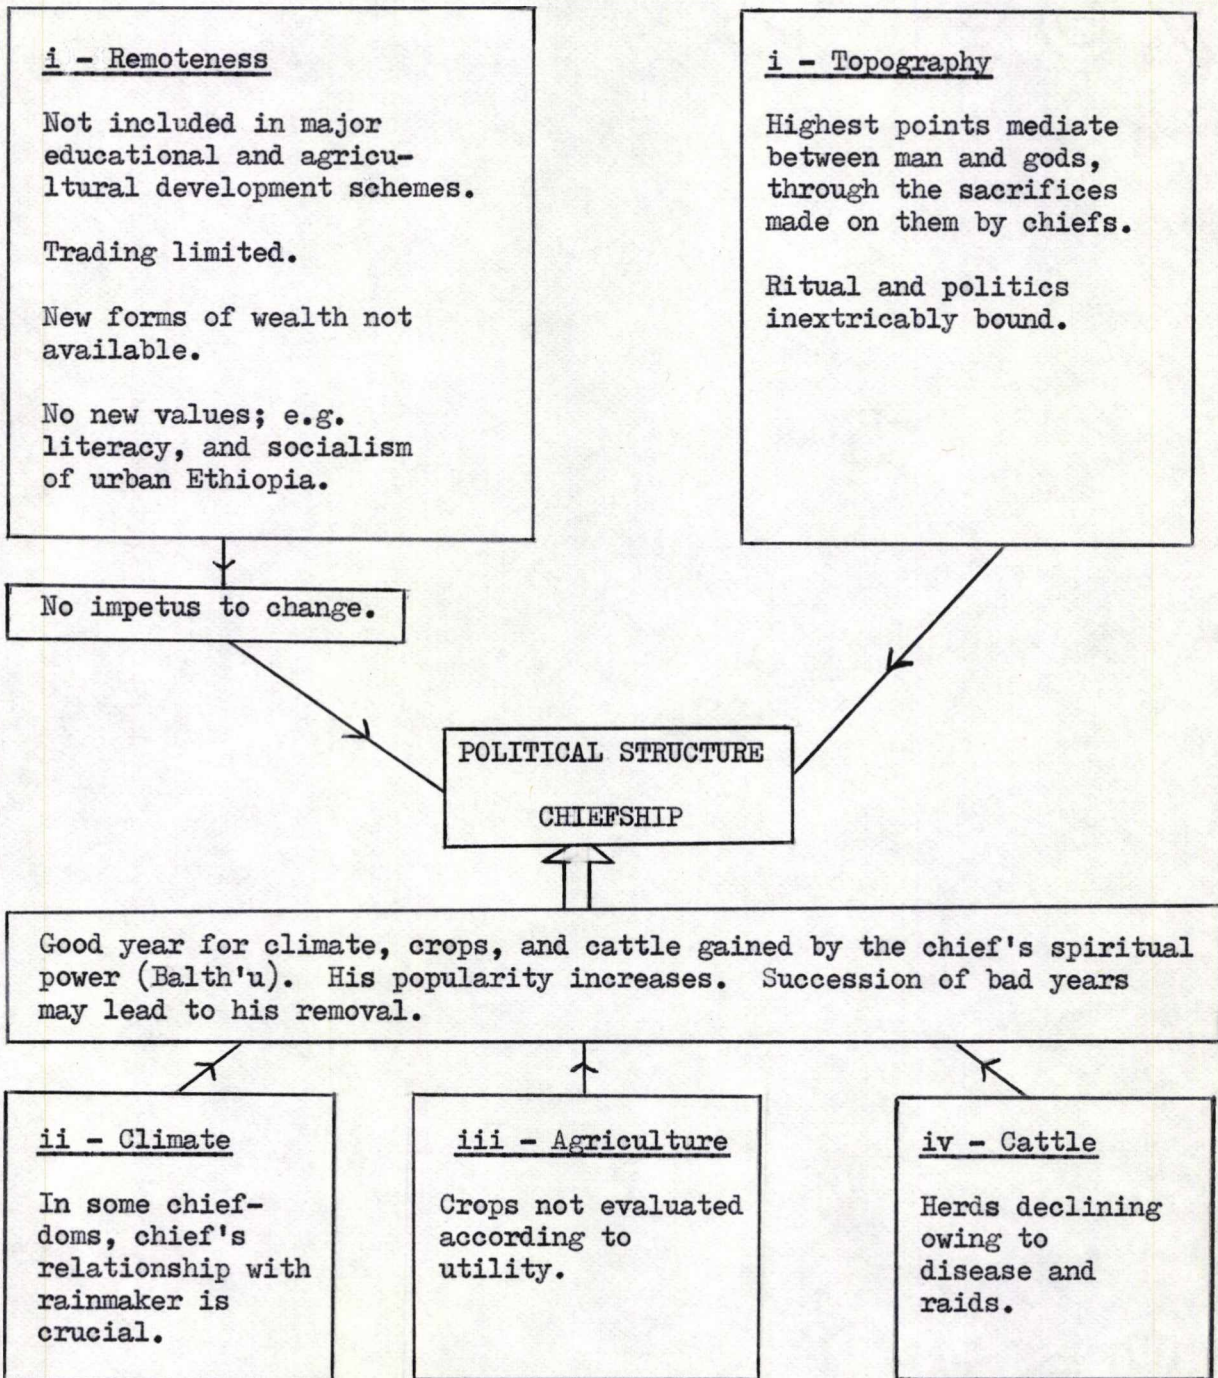 i - Remoteness
Not included in major
educational and agricu-
ltural development schemes.
Trading limited.
New forms of wealth not
available.
No new values; e.g.
literacy, and socialism
of urban Ethiopia.
i - Topography
Highest points mediate
between man and gods,
through the sacrifices
made on them by chiefs.
Ritual and politics
inextricably bound.
No impetus to change.
POLITICAL STRUCTURE
CHIEFSHIP
Good year for climate, crops, and cattle gained by the chief's spiritual
power (Balth'u). His popularity increases. Succession of bad years
may lead to his removal.
ii - Climate
In some chief-
doms, chief's
relationship with
rainmaker is
crucial.
iii - Agriculture
Crops not evaluated
according to
utility.
iv - Cattle
Herds declining
owing to
disease and
raids.